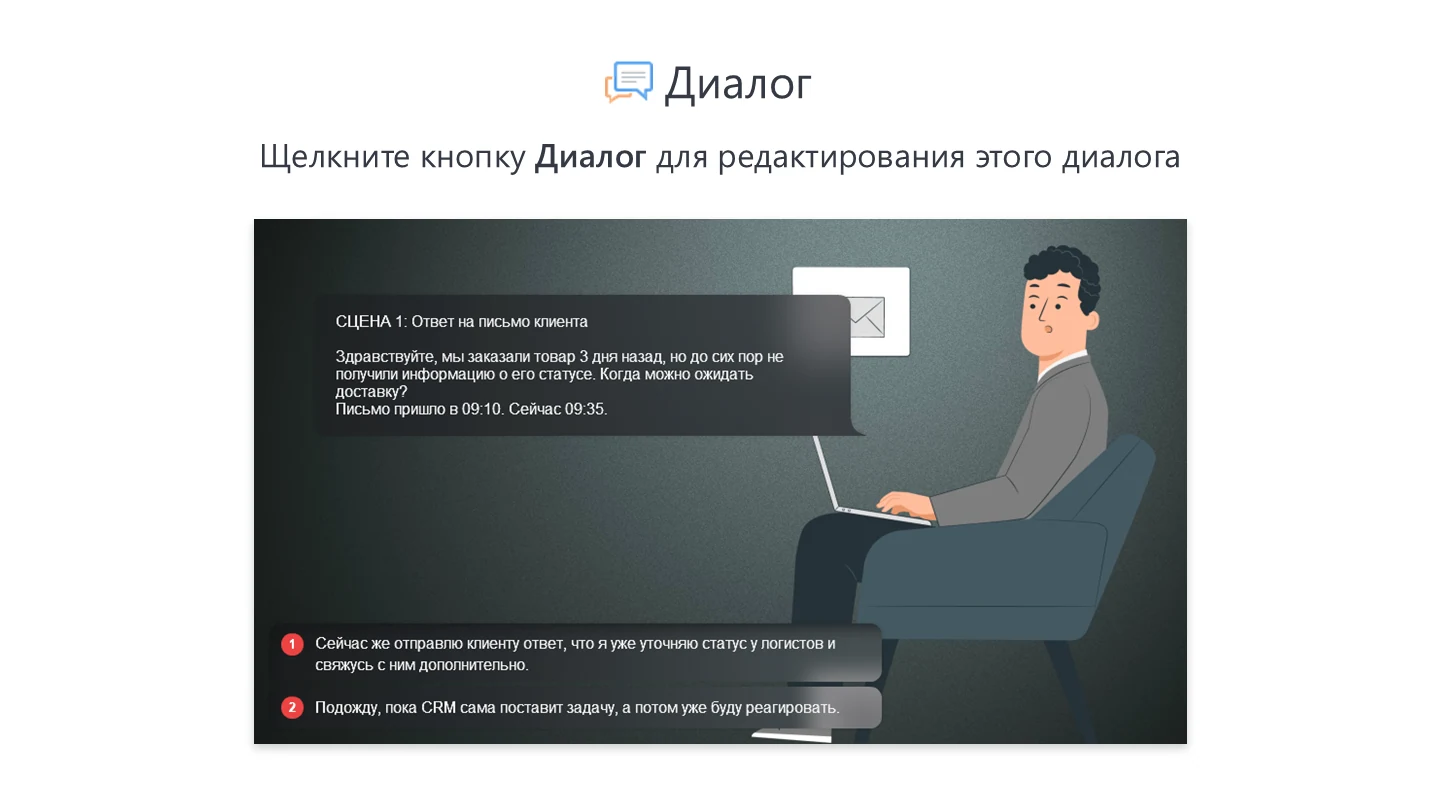 Диалог
Щелкните кнопку Диалог для редактирования этого диалога
СЦЕНА 1: Ответ на письмо клиента
Здравствуйте, мы заказали товар 3 дня назад, но до сих пор не
получили информацию о его статусе. Когда можно ожидать
доставку?
Письмо пришло в 09:10. Сейчас 09:35.
1 Сейчас же отправлю клиенту ответ, что я уже уточняю статус у логистов и
свяжусь с ним дополнительно.
2 Подожду, пока CRM сама поставит задачу, а потом уже буду реагировать.